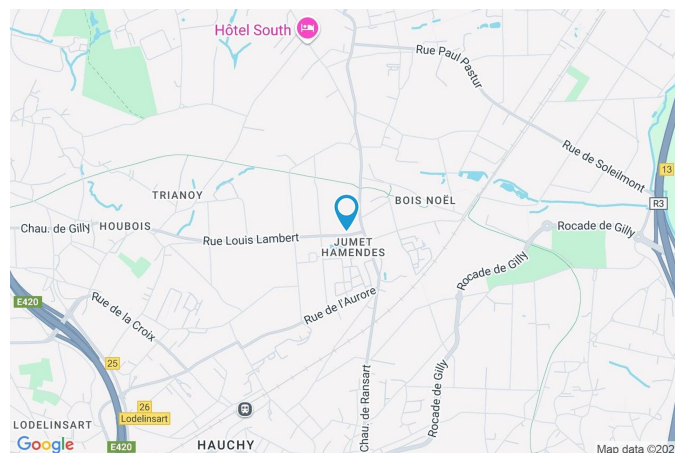 Hôtel South
Rue Paul Pastur
Rue de Soleilmont
13
R3
TRIANOY
BOIS NOËL
Chau. de Gilly
HOUBOIS
Rue Louis Lambert
JUMET
HAMENDES
Rocade de Gilly
Rocade de Gilly
E420
Rue de la Croix
Rue de l'Aurore
25
Chau. de Ransart
Rocade de Gilly
26
Lodelinsart
LODELINSART
Google
E420
HAUCHY
Map data ©202